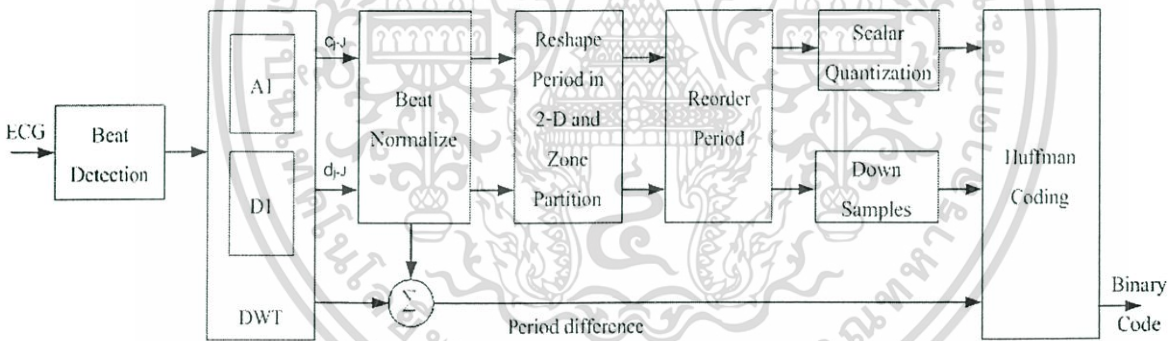 ECG
Beat
Detection
A1
D1
DWT
cⱼ₋J
dⱼ₋J
Beat
Normalize
Reshape
Period in
2-D and
Zone
Partition
Reorder
Period
Scalar
Quantization
Down
Samples
Σ
Period difference
Huffman
Coding
Binary
Code